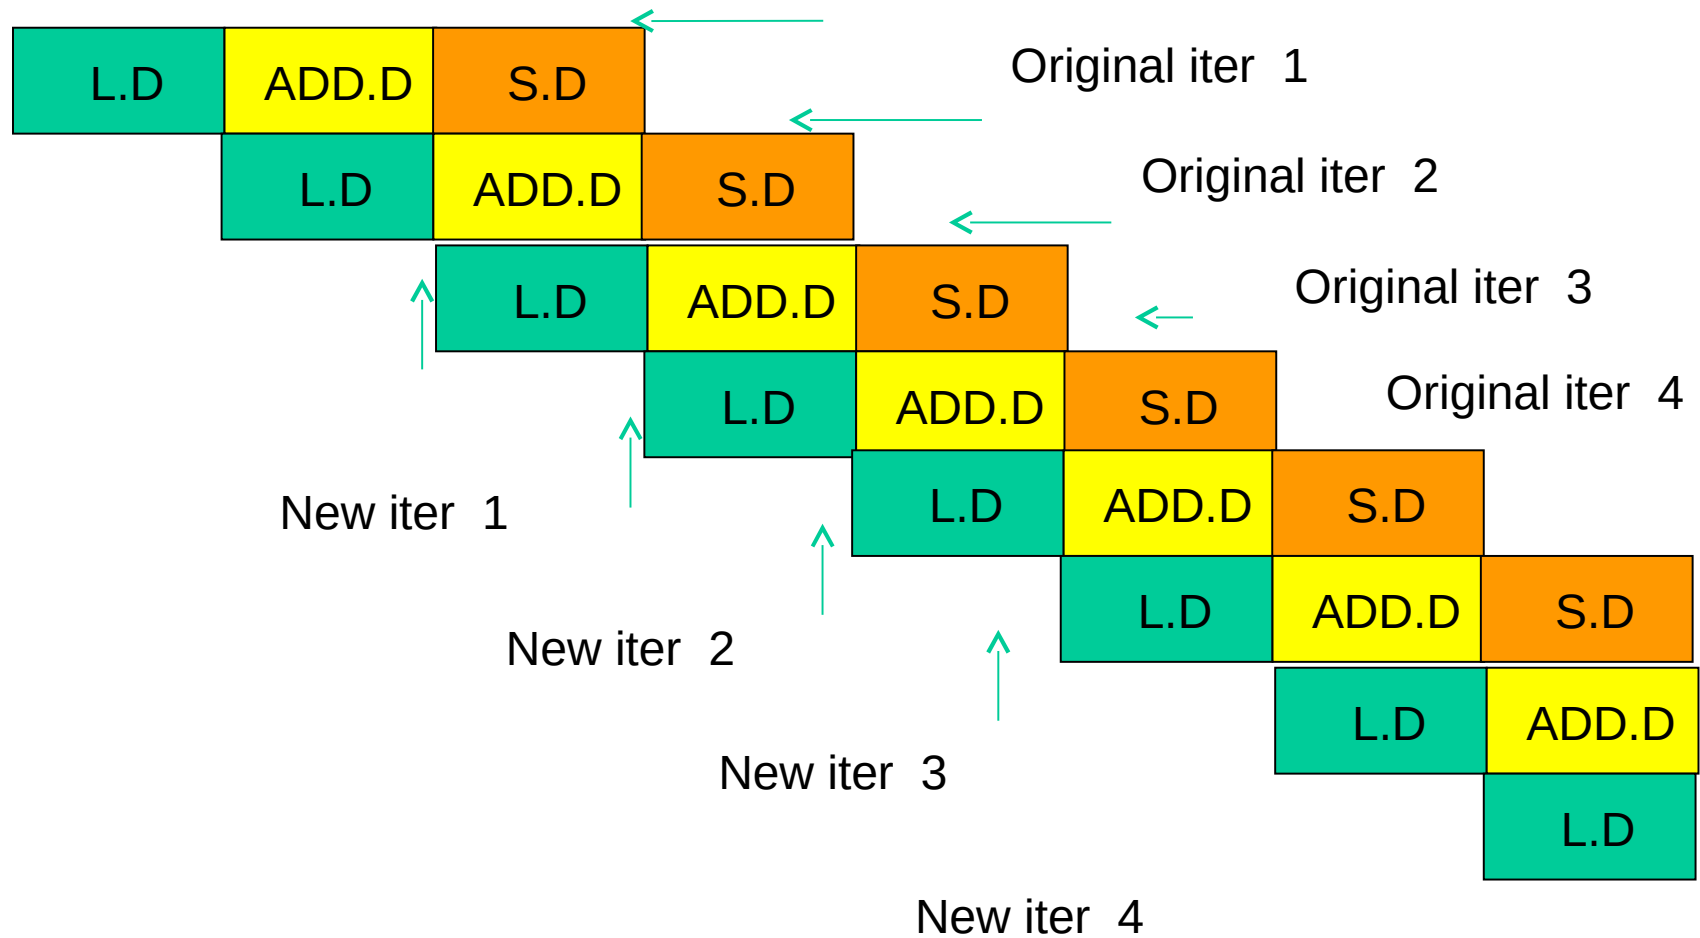 L.D ADD.D S.D Original iter 1
L.D ADD.D S.D Original iter 2
L.D ADD.D S.D Original iter 3
L.D ADD.D S.D Original iter 4
New iter 1 L.D ADD.D S.D
New iter 2 L.D ADD.D S.D
New iter 3 L.D ADD.D
L.D
New iter 4